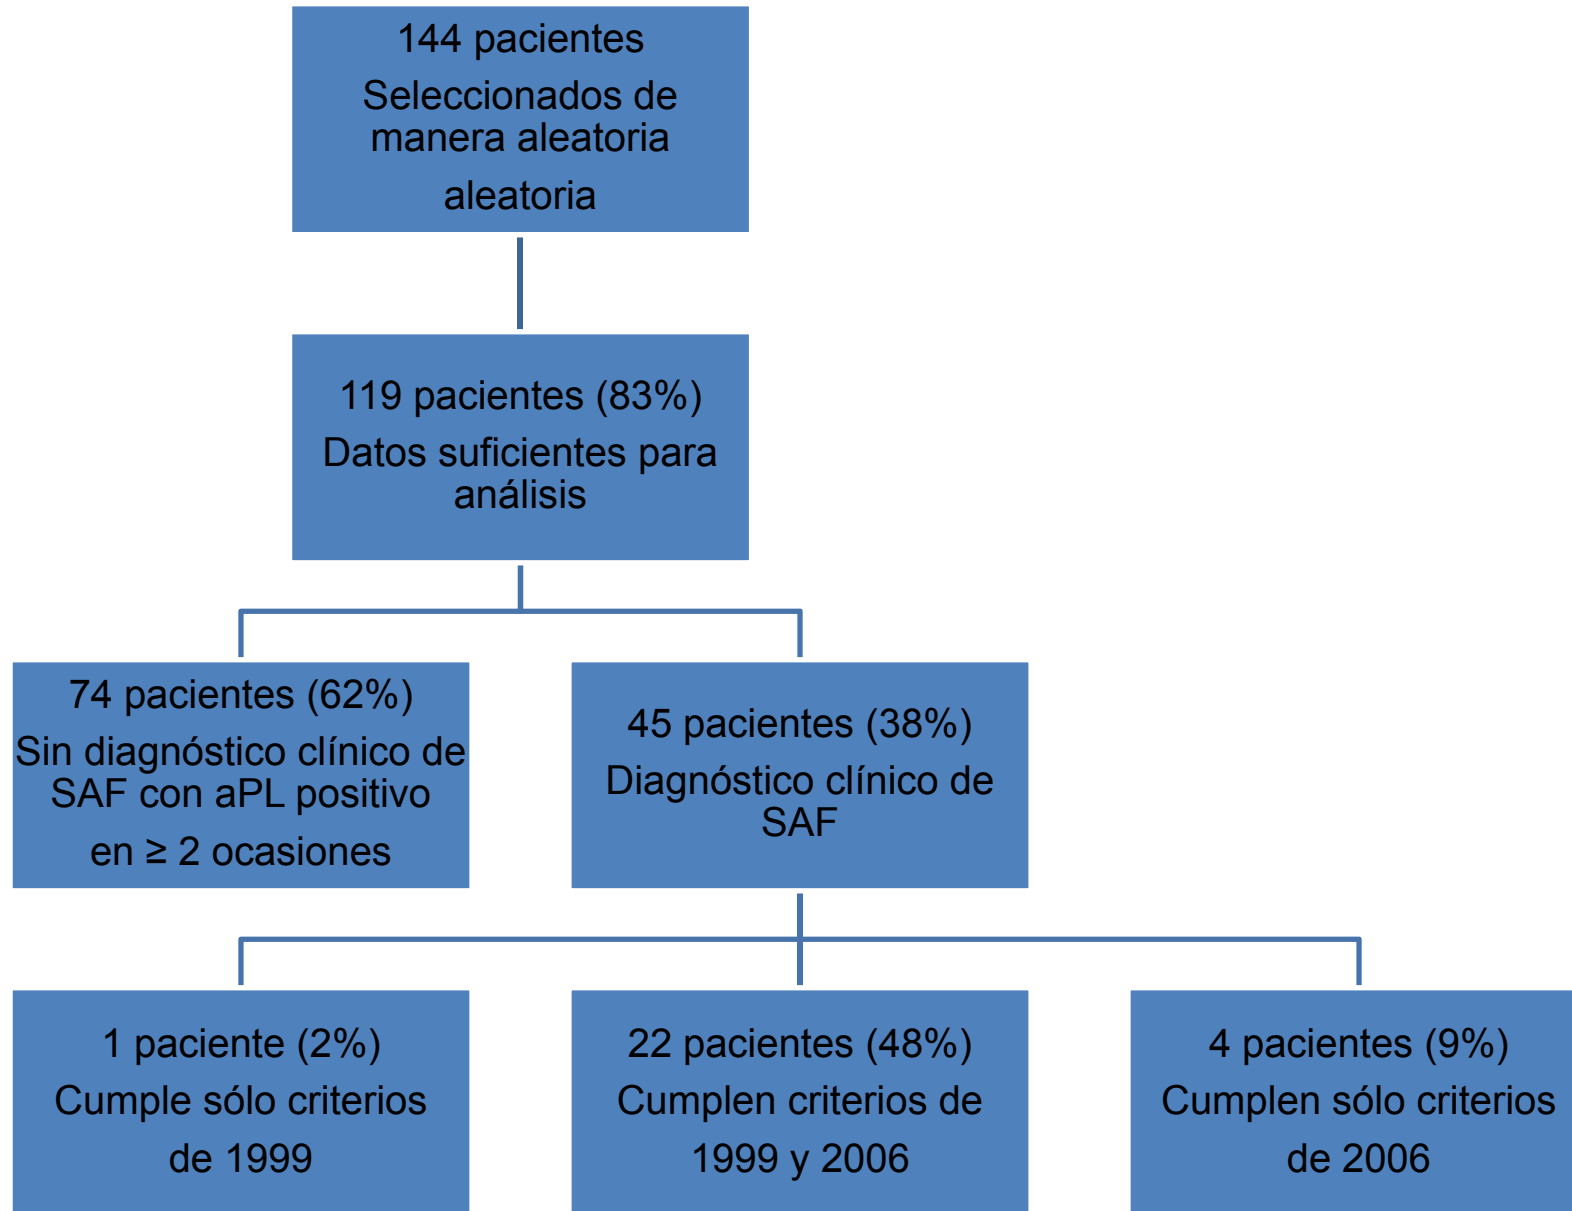 144 pacientes
Seleccionados de
manera aleatoria
aleatoria
119 pacientes (83%)
Datos suficientes para
análisis
74 pacientes (62%)
Sin diagnóstico clínico de
SAF con aPL positivo
en ≥ 2 ocasiones
45 pacientes (38%)
Diagnóstico clínico de
SAF
1 paciente (2%)
Cumple sólo criterios
de 1999
22 pacientes (48%)
Cumplen criterios de
1999 y 2006
4 pacientes (9%)
Cumplen sólo criterios
de 2006